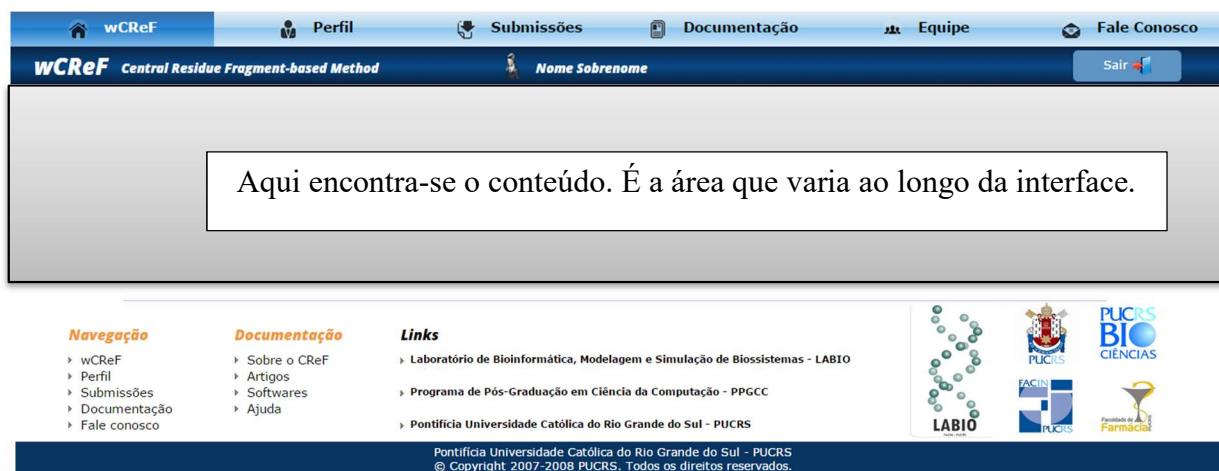 wCReF Perfil Submissões Documentação Equipe Fale Conosco
wCReF Central Residue Fragment-based Method Nome Sobrenome Sair
Aqui encontra-se o conteúdo. É a área que varia ao longo da interface.
Navegação
wCReF
Perfil
Submissões
Documentação
Fale conosco
Documentação
Sobre o CReF
Artigos
Softwares
Ajuda
Links
Laboratório de Bioinformática, Modelagem e Simulação de Biossistemas - LABIO
Programa de Pós-Graduação em Ciência da Computação - PPGCC
Pontifícia Universidade Católica do Rio Grande do Sul - PUCRS
LABIO
PUCRS
PUCRS
BIO
CIÊNCIAS
FACIN
PUCRS
Faculdade de
Farmácia
Pontifícia Universidade Católica do Rio Grande do Sul - PUCRS
© Copyright 2007-2008 PUCRS. Todos os direitos reservados.